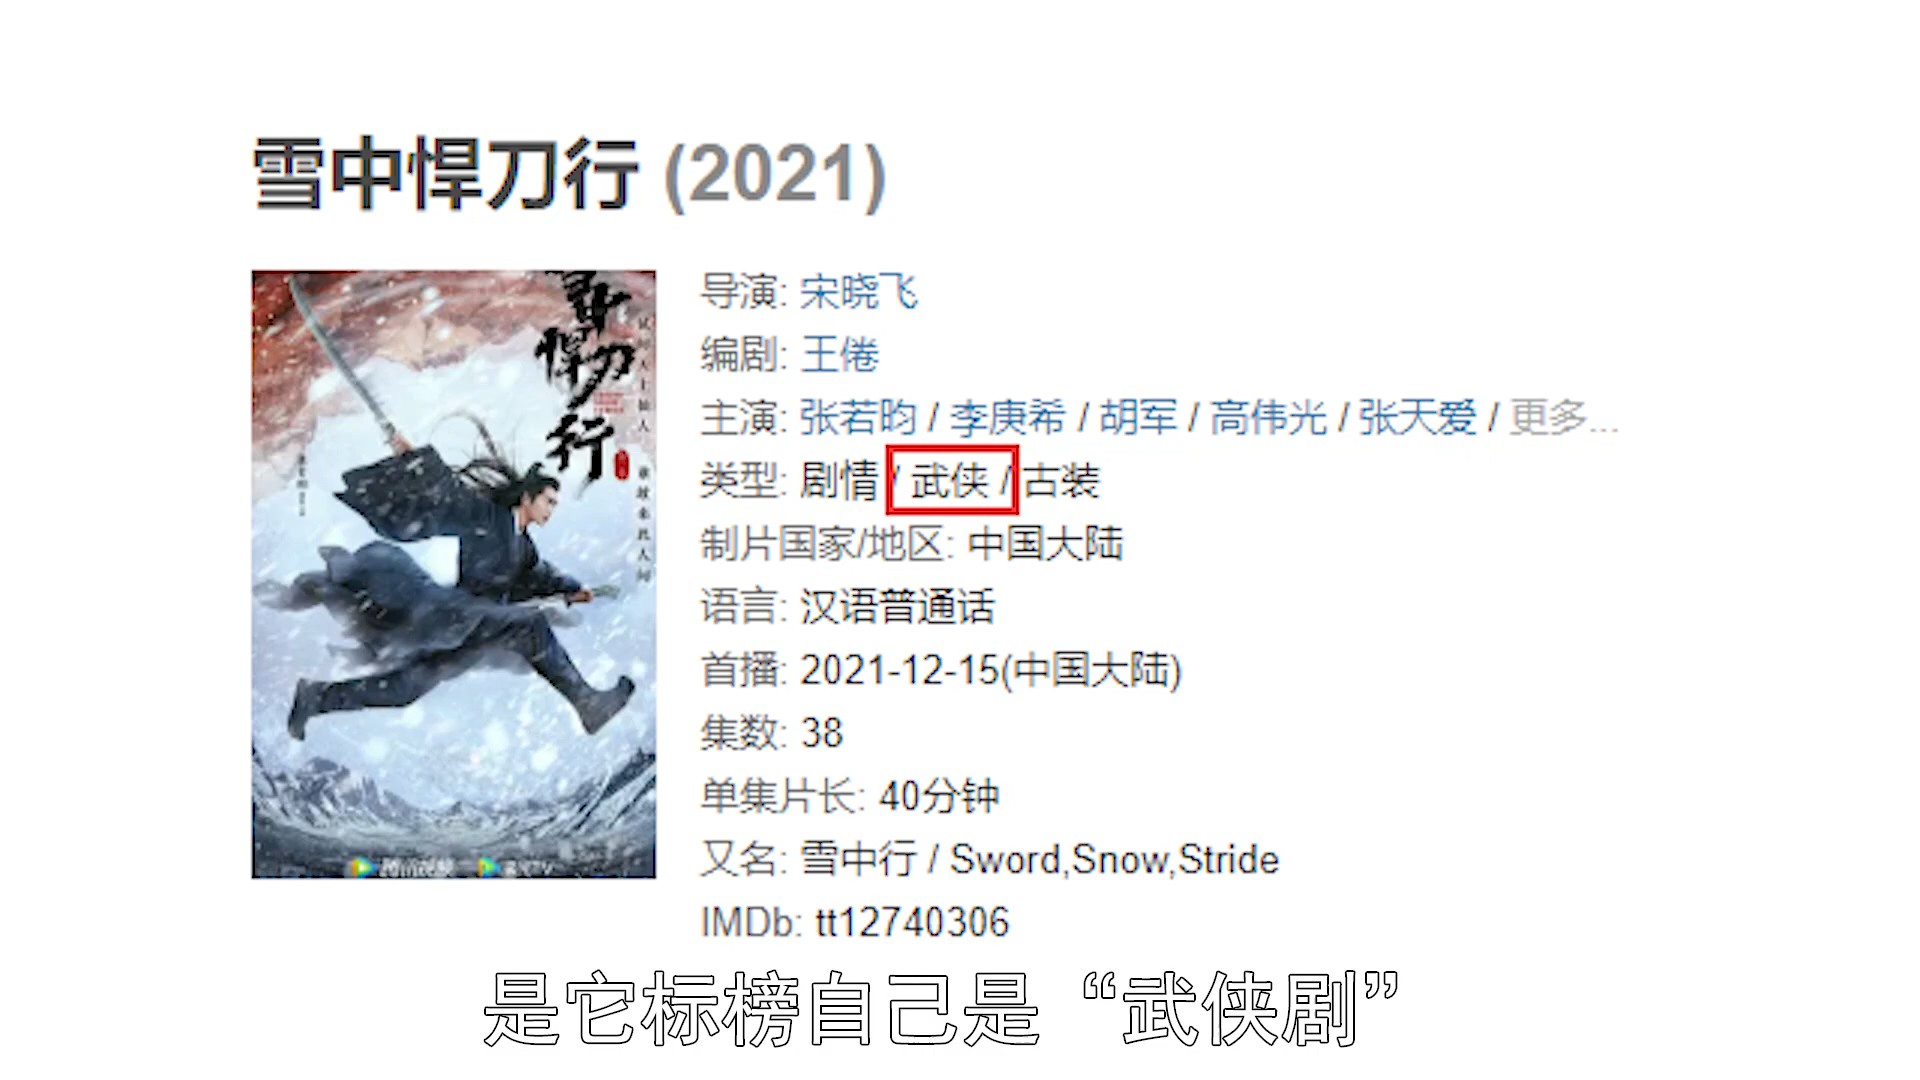 雪中悍刀行 (2021)
悍刀
行
导演: 宋晓飞
编剧: 王倦
主演: 张若昀 / 李庚希 / 胡军 / 高伟光 / 张天爱 / 更多...
类型: 剧情 / 武侠 / 古装
制片国家/地区: 中国大陆
语言: 汉语普通话
首播: 2021-12-15(中国大陆)
集数: 38
单集片长: 40分钟
又名: 雪中行 / Sword,Snow,Stride
IMDb: tt12740306
是它标榜自己是“武侠剧”